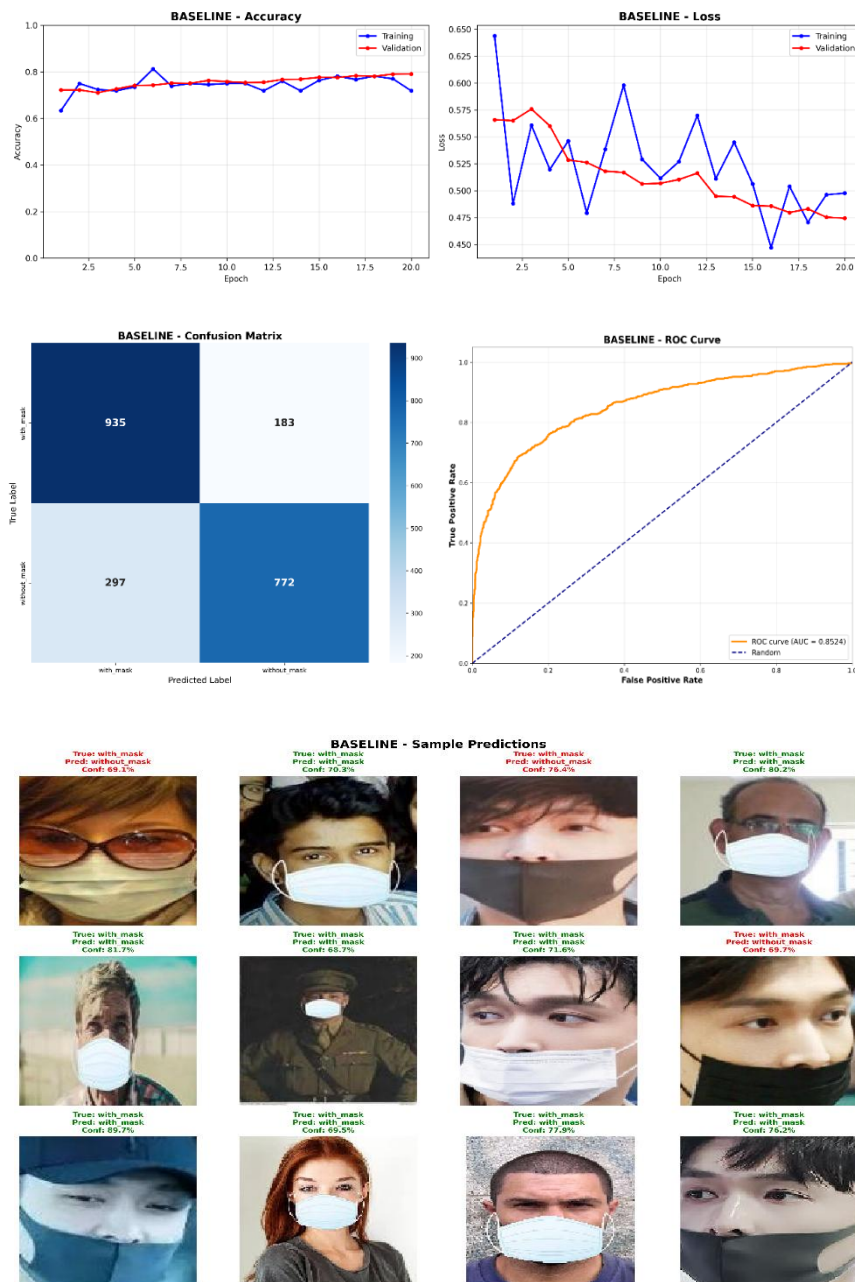 BASELINE - Accuracy
1.0
0.8
0.6
0.4
0.2
0.0
Accuracy
2.5 5.0 7.5 10.0 12.5 15.0 17.5 20.0
Epoch
Training
Validation
BASELINE - Loss
0.650
0.625
0.600
0.575
0.550
0.525
0.500
0.475
0.450
Loss
2.5 5.0 7.5 10.0 12.5 15.0 17.5 20.0
Epoch
Training
Validation
BASELINE - Confusion Matrix
True Label
with_mask
without_mask
935 183
297 772
with_mask without_mask
Predicted Label
900
800
700
600
500
400
300
200
BASELINE - ROC Curve
True Positive Rate
1.0
0.8
0.6
0.4
0.2
0.0
0.0 0.2 0.4 0.6 0.8 1.0
False Positive Rate
ROC curve (AUC = 0.8524)
Random
BASELINE - Sample Predictions
True: with_mask
Pred: without_mask
Conf: 69.1%
True: with_mask
Pred: with_mask
Conf: 70.3%
True: with_mask
Pred: without_mask
Conf: 76.4%
True: with_mask
Pred: with_mask
Conf: 80.2%
True: with_mask
Pred: with_mask
Conf: 81.7%
True: with_mask
Pred: with_mask
Conf: 68.7%
True: with_mask
Pred: with_mask
Conf: 71.6%
True: with_mask
Pred: without_mask
Conf: 69.7%
True: with_mask
Pred: with_mask
Conf: 89.7%
True: with_mask
Pred: with_mask
Conf: 69.5%
True: with_mask
Pred: with_mask
Conf: 77.9%
True: with_mask
Pred: with_mask
Conf: 76.2%